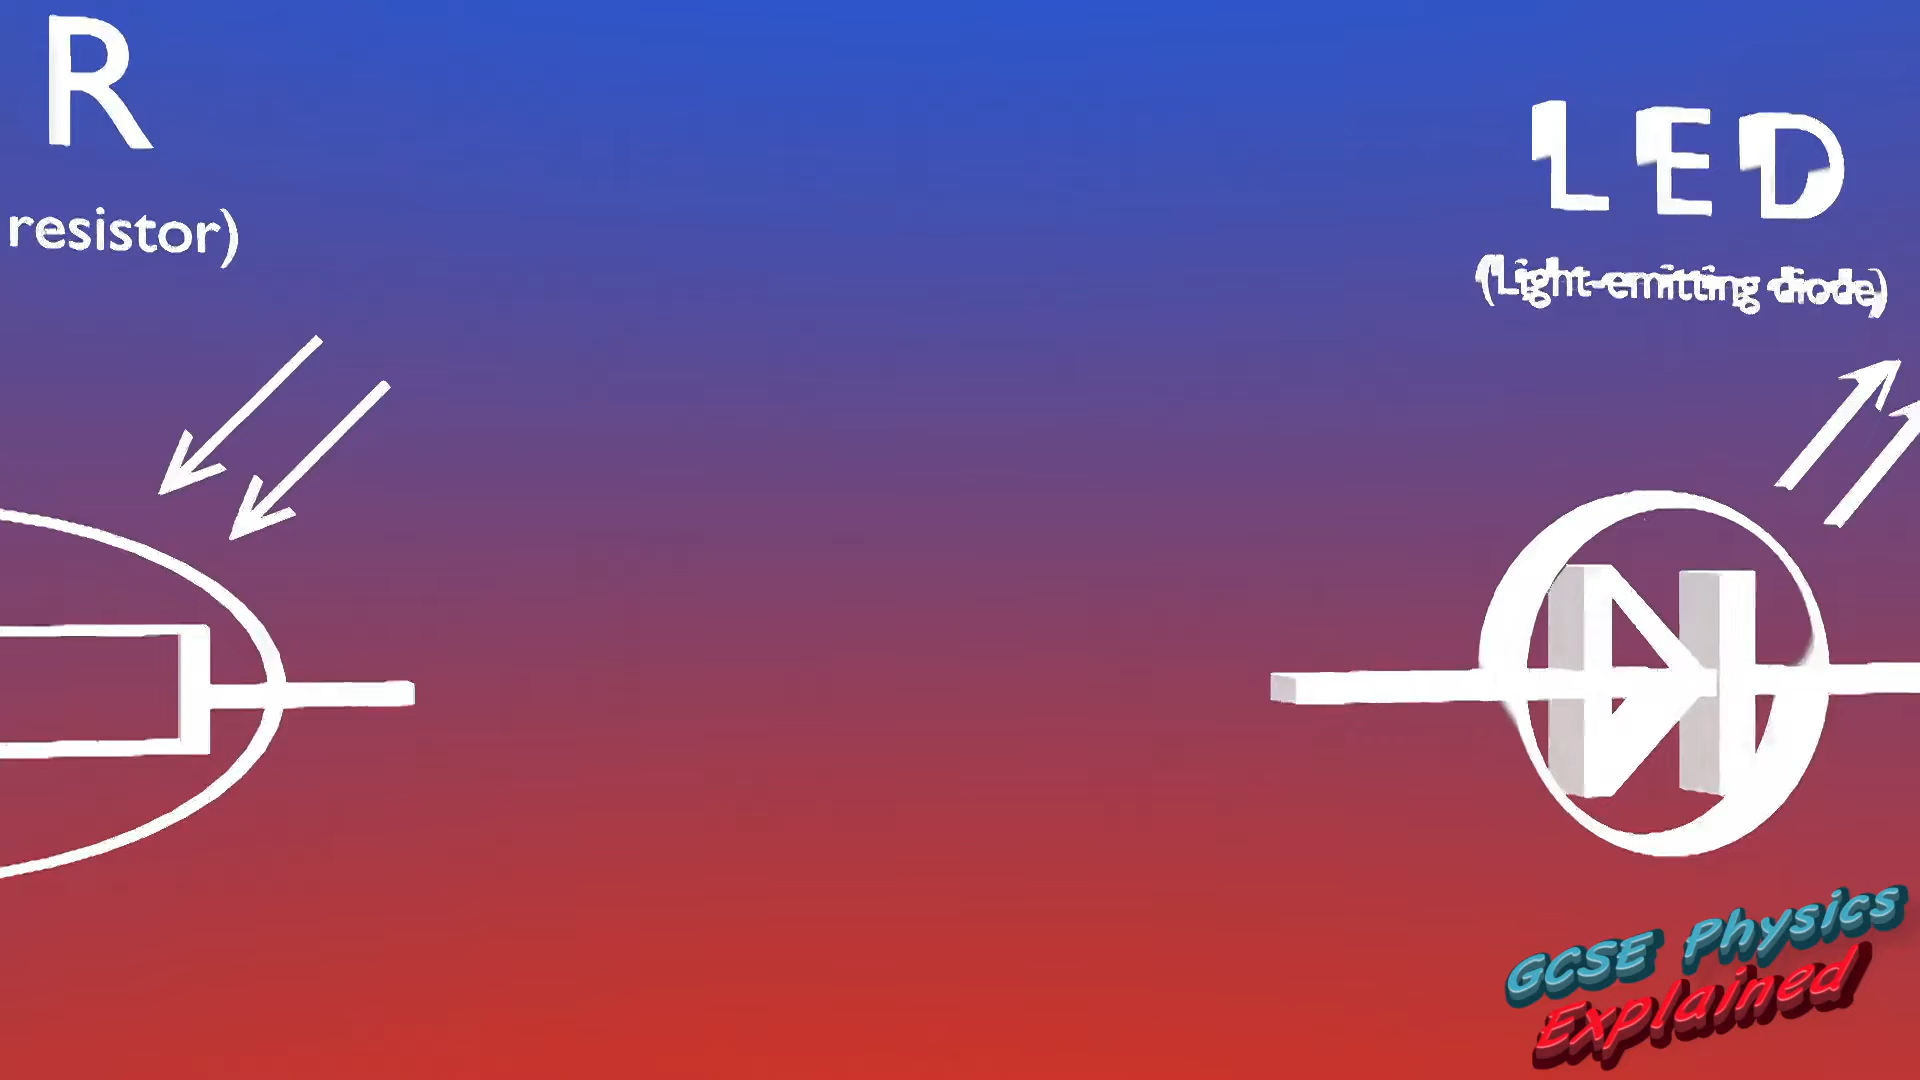 R
resistor)
LED
(Light-emitting diode)
GCSE Physics
Explained